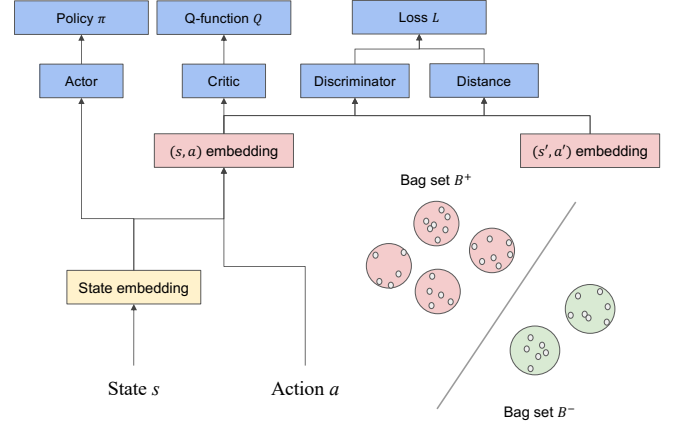 Policy π
Q-function Q
Loss L
Actor
Critic
Discriminator
Distance
(s, a) embedding
(s′, a′) embedding
Bag set B⁺
State embedding
State s
Action a
Bag set B⁻